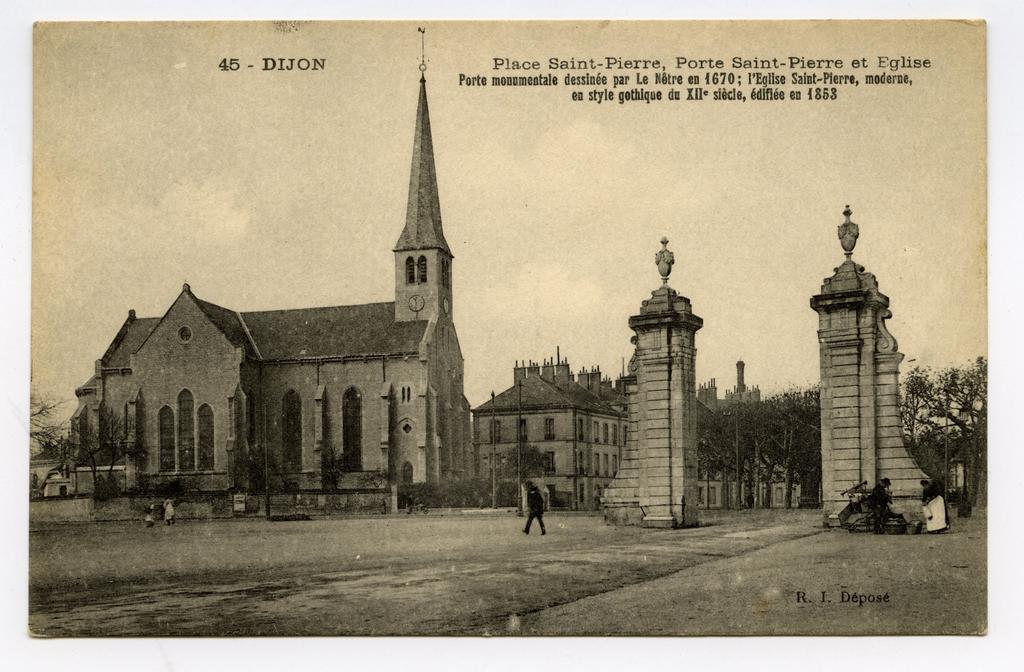 45 - DIJON
Place Saint-Pierre, Porte Saint-Pierre et Eglise
Porte monumentale dessinée par Le Nôtre en 1670 ; l'Eglise Saint-Pierre, moderne,
en style gothique du XIIe siècle, édifiée en 1853
R. I. Déposé